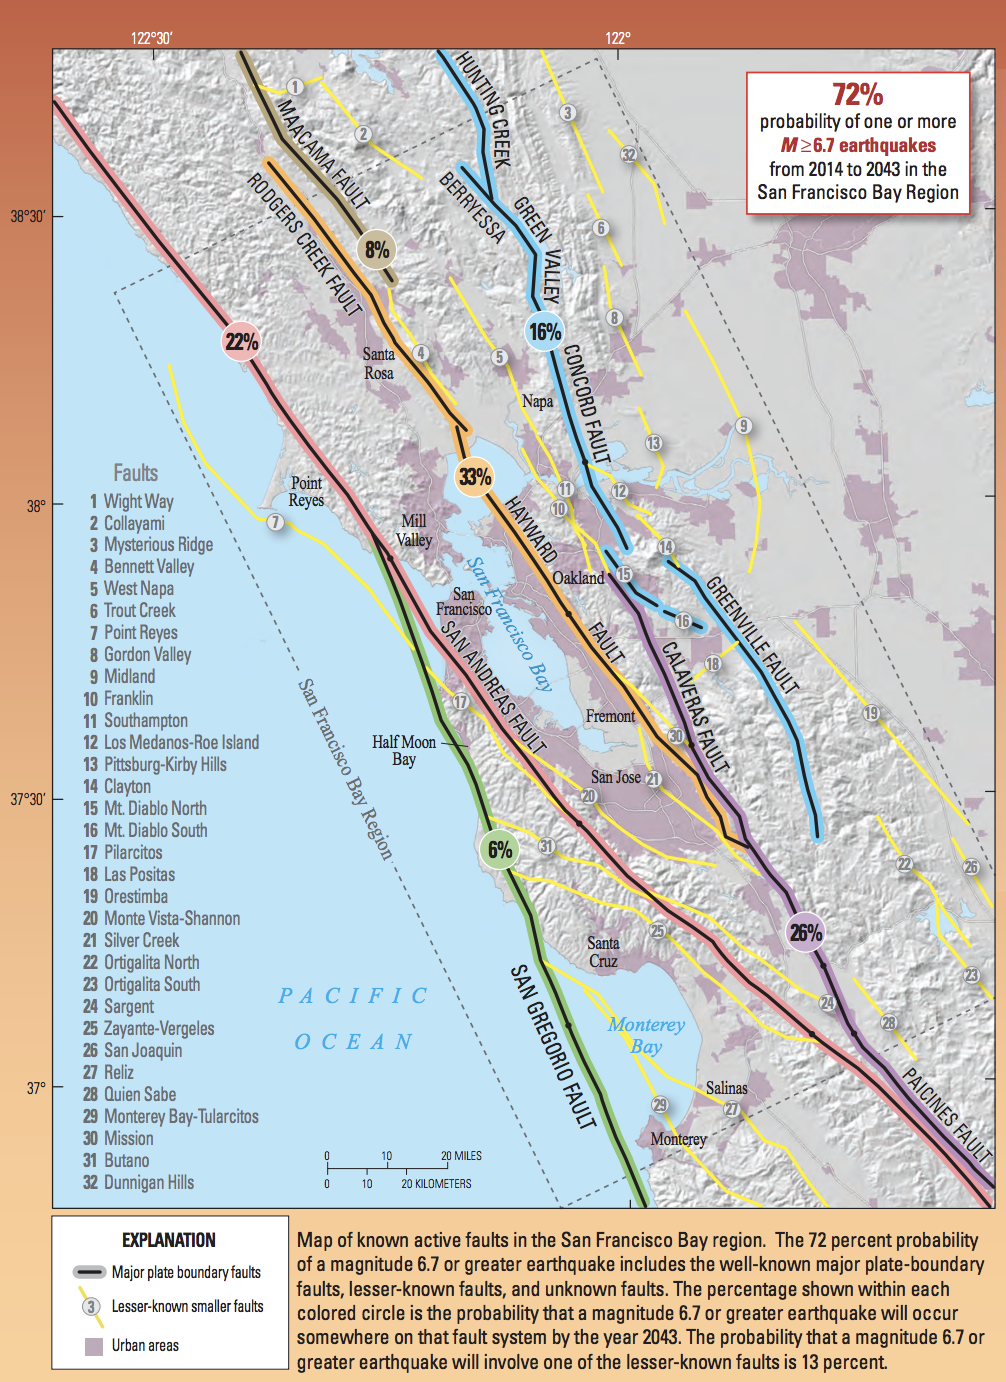 122°30'
122°
72%
probability of one or more
M ≥6.7 earthquakes
from 2014 to 2043 in the
San Francisco Bay Region
HUNTING CREEK
1
MAACAMA FAULT
2
3
32
38°30'
RODGERS CREEK FAULT
BERRYESSA
GREEN VALLEY
8%
6
22%
16%
8
Santa
Rosa
4
5
CONCORD FAULT
Napa
9
13
33%
Point
Reyes
11
12
10
38°
7
Mill
Valley
HAYWARD
FAULT
14
Oakland
15
San Francisco Bay
San
Francisco
GREENVILLE FAULT
16
SAN ANDREAS FAULT
CALAVERAS FAULT
18
17
Fremont
19
30
San Francisco Bay Region
Half Moon
Bay
San Jose
21
20
37°30'
31
6%
22
26
25
26%
Santa
Cruz
23
24
28
SAN GREGORIO FAULT
Monterey
Bay
PACIFIC
OCEAN
37°
Salinas
29
27
Monterey
PAICINES FAULT
Faults
1 Wight Way
2 Collayami
3 Mysterious Ridge
4 Bennett Valley
5 West Napa
6 Trout Creek
7 Point Reyes
8 Gordon Valley
9 Midland
10 Franklin
11 Southampton
12 Los Medanos-Roe Island
13 Pittsburg-Kirby Hills
14 Clayton
15 Mt. Diablo North
16 Mt. Diablo South
17 Pilarcitos
18 Las Positas
19 Orestimba
20 Monte Vista-Shannon
21 Silver Creek
22 Ortigalita North
23 Ortigalita South
24 Sargent
25 Zayante-Vergeles
26 San Joaquin
27 Reliz
28 Quien Sabe
29 Monterey Bay-Tularcitos
30 Mission
31 Butano
32 Dunnigan Hills
0 10 20 MILES
0 10 20 KILOMETERS
EXPLANATION
Major plate boundary faults
3 Lesser-known smaller faults
Urban areas
Map of known active faults in the San Francisco Bay region. The 72 percent probability
of a magnitude 6.7 or greater earthquake includes the well-known major plate-boundary
faults, lesser-known faults, and unknown faults. The percentage shown within each
colored circle is the probability that a magnitude 6.7 or greater earthquake will occur
somewhere on that fault system by the year 2043. The probability that a magnitude 6.7 or
greater earthquake will involve one of the lesser-known faults is 13 percent.